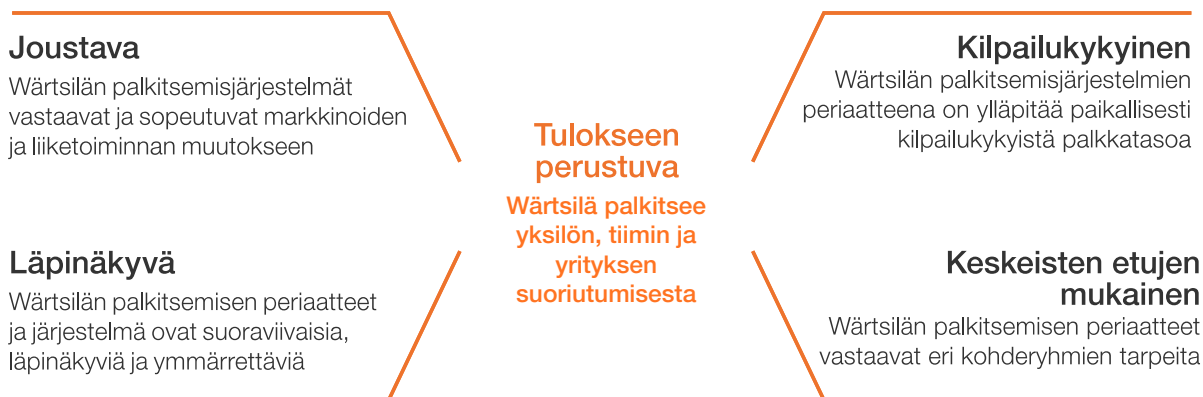 Joustava
Wärtsilän palkitsemisjärjestelmät
vastaavat ja sopeutuvat markkinoiden
ja liiketoiminnan muutokseen
Läpinäkyvä
Wärtsilän palkitsemisen periaatteet
ja järjestelmä ovat suoraviivaisia,
läpinäkyviä ja ymmärrettäviä
Tulokseen
perustuva
Wärtsilä palkitsee
yksilön, tiimin ja
yrityksen
suoriutumisesta
Kilpailukykyinen
Wärtsilän palkitsemisjärjestelmien
periaatteena on ylläpitää paikallisesti
kilpailukykyistä palkkatasoa
Keskeisten etujen
mukainen
Wärtsilän palkitsemisen periaatteet
vastaavat eri kohderyhmien tarpeita